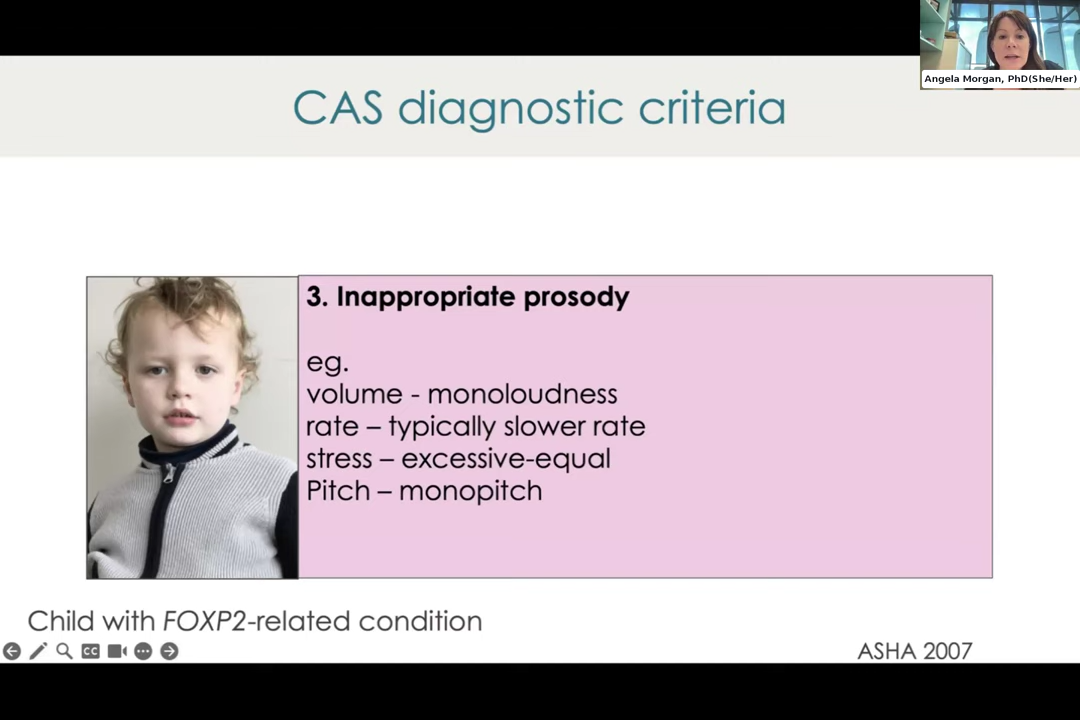 Angela Morgan, PhD(She/Her)
CAS diagnostic criteria
3. Inappropriate prosody
eg.
volume - monoloudness
rate – typically slower rate
stress – excessive-equal
Pitch – monopitch
Child with FOXP2-related condition
CC
ASHA 2007